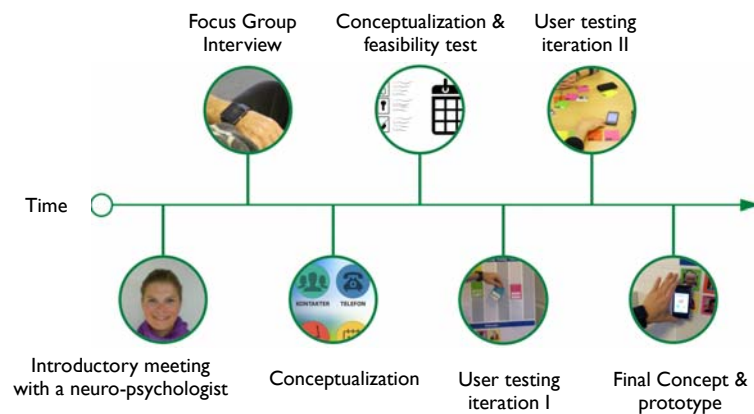 Focus Group
Interview
Conceptualization &
feasibility test
User testing
iteration II
Time
KONTAKTER
TELEFON
Introductory meeting
with a neuro-psychologist
Conceptualization
User testing
iteration I
Final Concept &
prototype